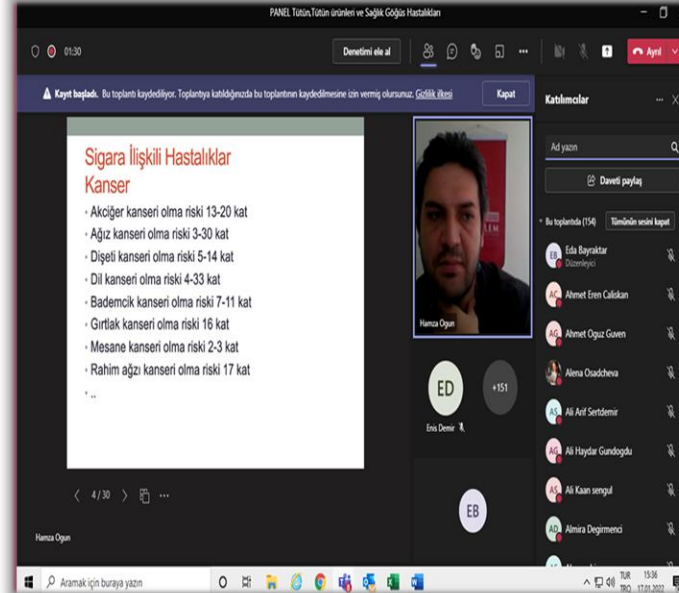 PANEL Tütün,Tütün ürünleri ve Sağlık Göğüs Hastalıkları
01:30
Denetimi ele al
Ayrıl
Kayıt başladı. Bu toplantı kaydediliyor. Toplantıya katıldığınızda bu toplantının kaydedilmesine izin vermiş olursunuz. Gizlilik ilkesi
Kapat
Sigara İlişkili Hastalıklar
Kanser
· Akciğer kanseri olma riski 13-20 kat
· Ağız kanseri olma riski 3-30 kat
· Dişeti kanseri olma riski 5-14 kat
· Dil kanseri olma riski 4-33 kat
· Bademcik kanseri olma riski 7-11 kat
· Gırtlak kanseri olma riski 16 kat
· Mesane kanseri olma riski 2-3 kat
· Rahim ağzı kanseri olma riski 17 kat
· ..
4/30
Hamza Ogun
Hamza Ogun
ED
+151
Enis Demir
EB
Katılımcılar
Ad yazın
Daveti paylaş
Bu toplantıda (154)
Tümünün sesini kapat
EB Eda Bayraktar
Düzenleyici
AC Ahmet Eren Caliskan
AG Ahmet Oguz Guven
Alena Osadcheva
AS Ali Arif Sertdemir
AG Ali Haydar Gundogdu
AS Ali Kaan sengul
AD Almira Degirmenci
Aramak için buraya yazın
TUR 15:36
TRQ 17.01.2022